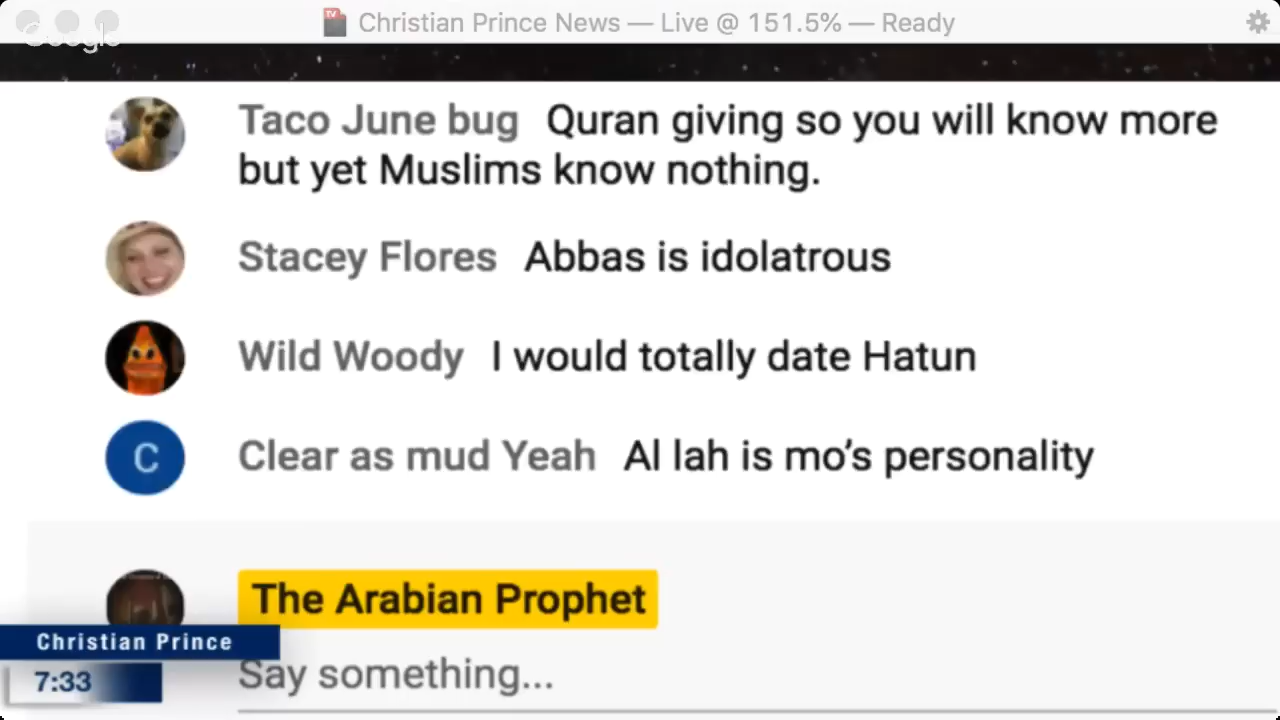 Christian Prince News — Live @ 151.5% — Ready
Google
Taco June bug Quran giving so you will know more
but yet Muslims know nothing.
Stacey Flores Abbas is idolatrous
Wild Woody I would totally date Hatun
C
Clear as mud Yeah Al lah is mo's personality
The Arabian Prophet
Christian Prince
Say something...
7:33